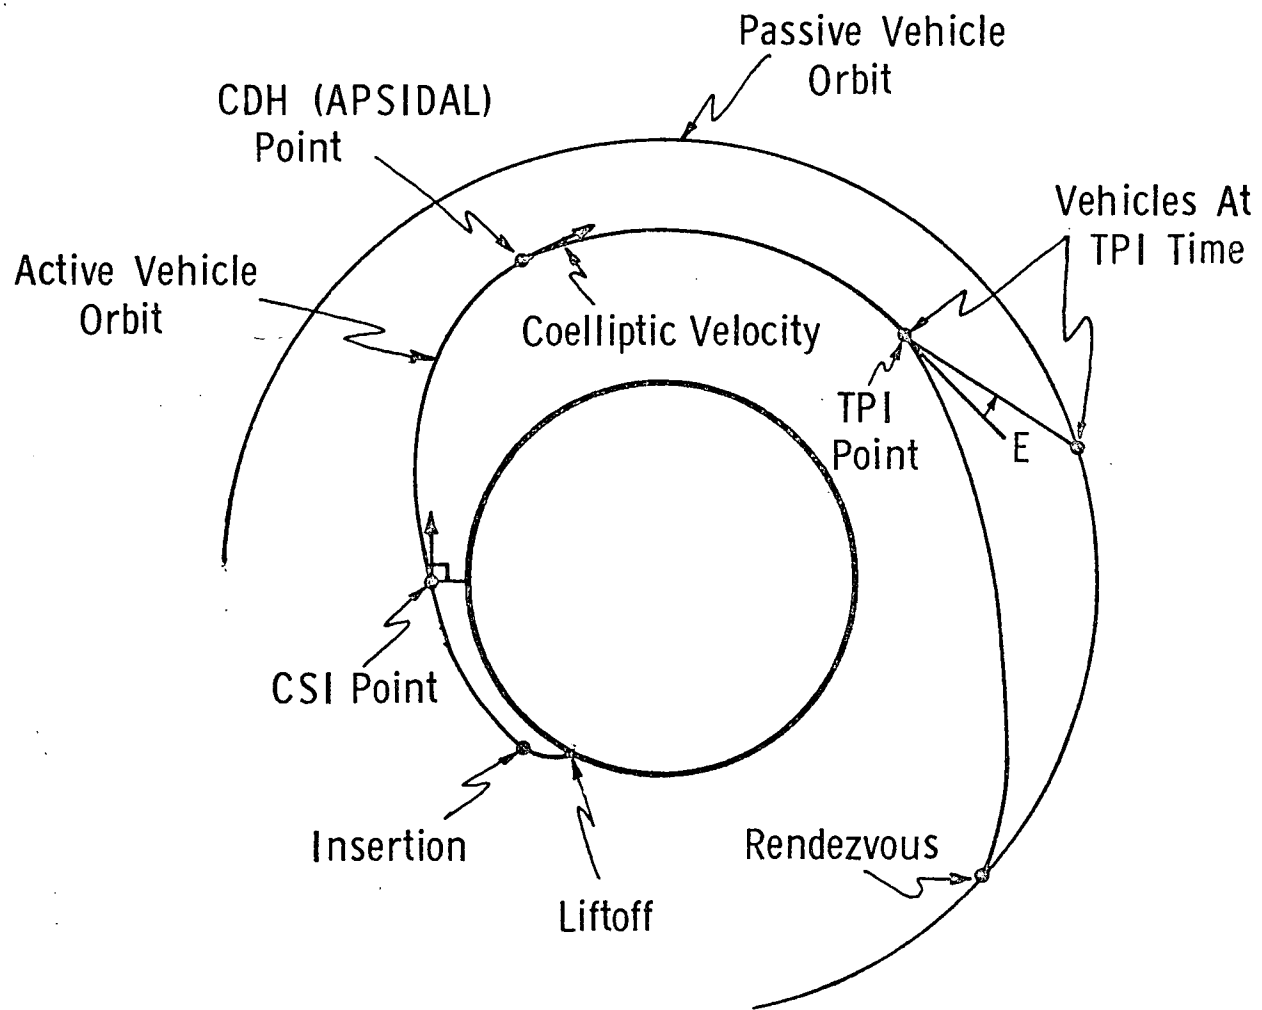 Passive Vehicle
Orbit
CDH (APSIDAL)
Point
Vehicles At
TPI Time
Active Vehicle
Orbit
Coelliptic Velocity
TPI
Point
E
CSI Point
Insertion
Rendezvous
Liftoff